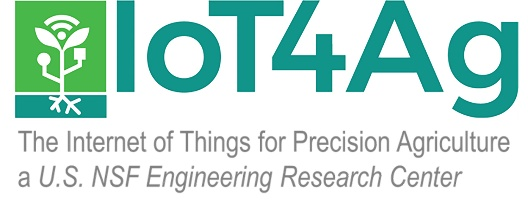 IoT4Ag
The Internet of Things for Precision Agriculture
a U.S. NSF Engineering Research Center